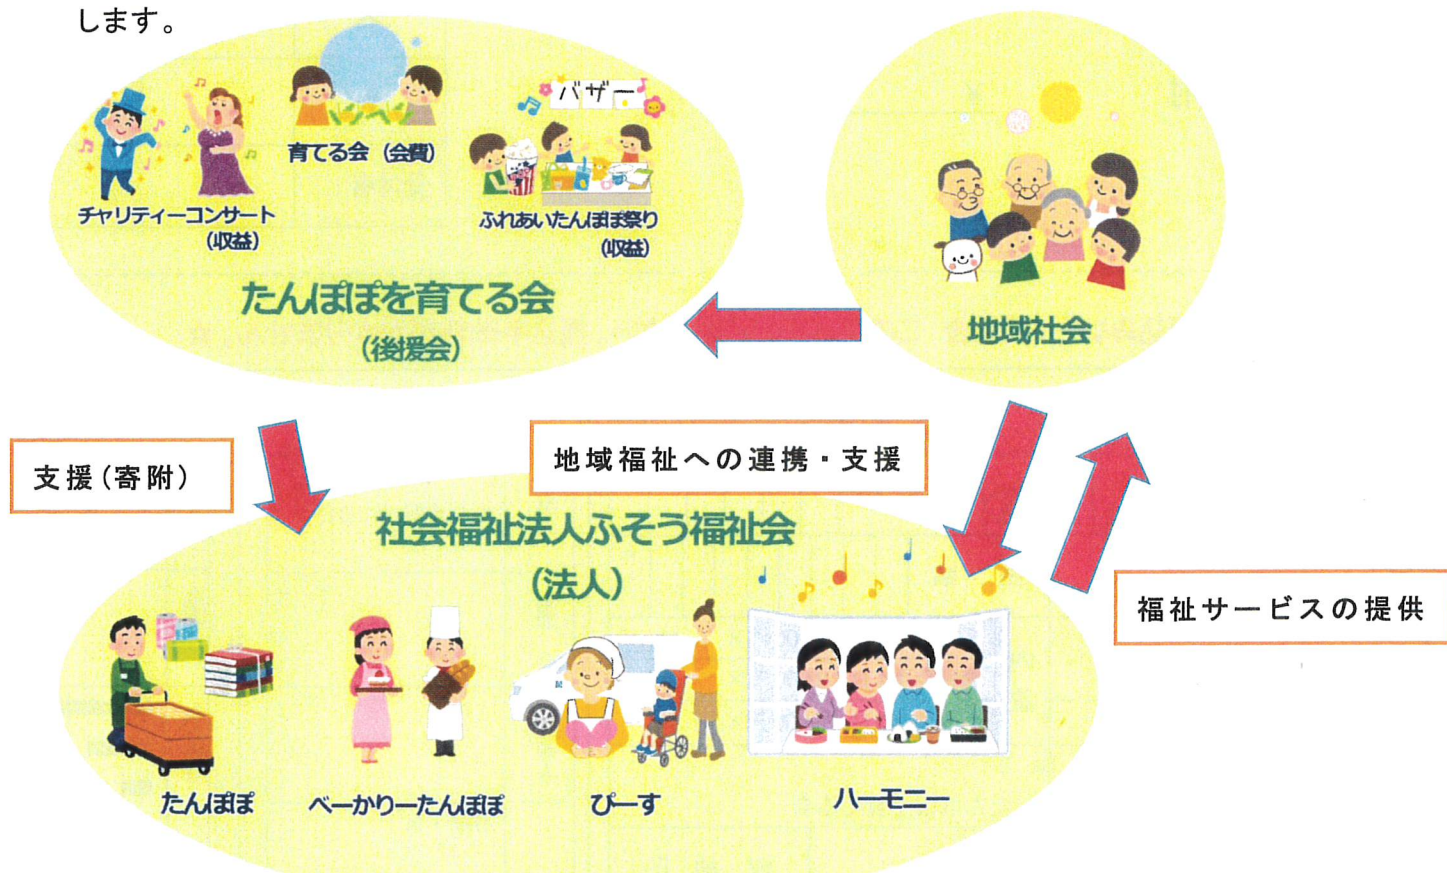 します。
バザー
育てる会（会費）
チャリティーコンサート
（収益）
ふれあいたんぽぽ祭り
（収益）
たんぽぽを育てる会
（後援会）
地域社会
支援（寄附）
地域福祉への連携・支援
社会福祉法人ふそう福祉会
（法人）
福祉サービスの提供
たんぽぽ
べーかりーたんぽぽ
ぴーす
ハーモニー